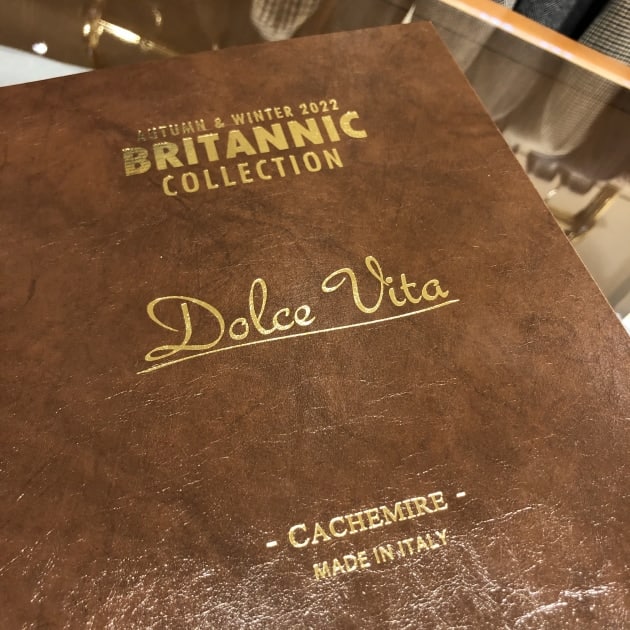 AUTUMN & WINTER 2022
BRITANNIC
COLLECTION
Dolce Vita
- CACHEMIRE -
MADE IN ITALY